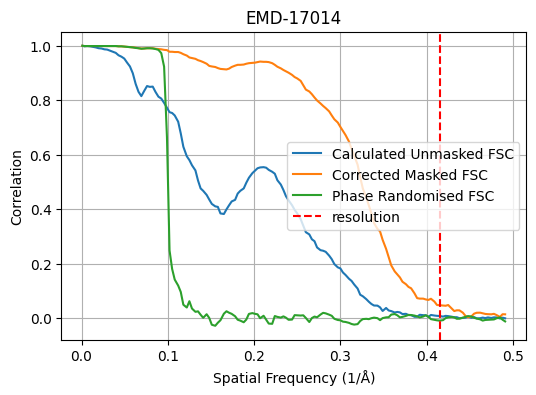 EMD-17014
1.0
0.8
0.6
0.4
0.2
0.0
Correlation
Calculated Unmasked FSC
Corrected Masked FSC
Phase Randomised FSC
resolution
0.0 0.1 0.2 0.3 0.4 0.5
Spatial Frequency (1/Å)